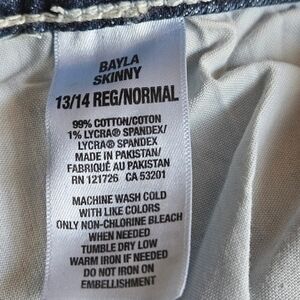 BAYLA
SKINNY
13/14 REG/NORMAL
99% COTTON/COTON
1% LYCRA® SPANDEX/
LYCRA® SPANDEX
MADE IN PAKISTAN/
FABRIQUÉ AU PAKISTAN
RN 121726 CA 53201
MACHINE WASH COLD
WITH LIKE COLORS
ONLY NON-CHLORINE BLEACH
WHEN NEEDED
TUMBLE DRY LOW
WARM IRON IF NEEDED
DO NOT IRON ON
EMBELLISHMENT